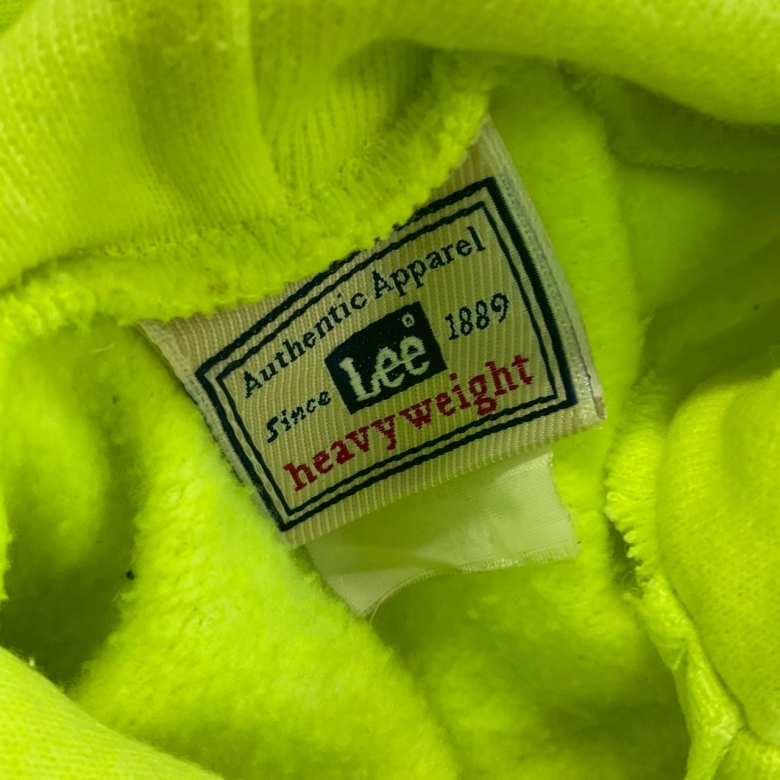 Authentic Apparel
Since Lee® 1889
heavyweight